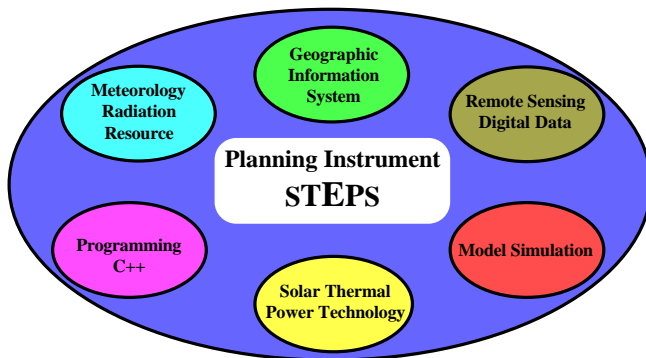 Geographic
Information
System
Meteorology
Radiation
Resource
Remote Sensing
Digital Data
Planning Instrument
STEPS
Programming
C++
Model Simulation
Solar Thermal
Power Technology